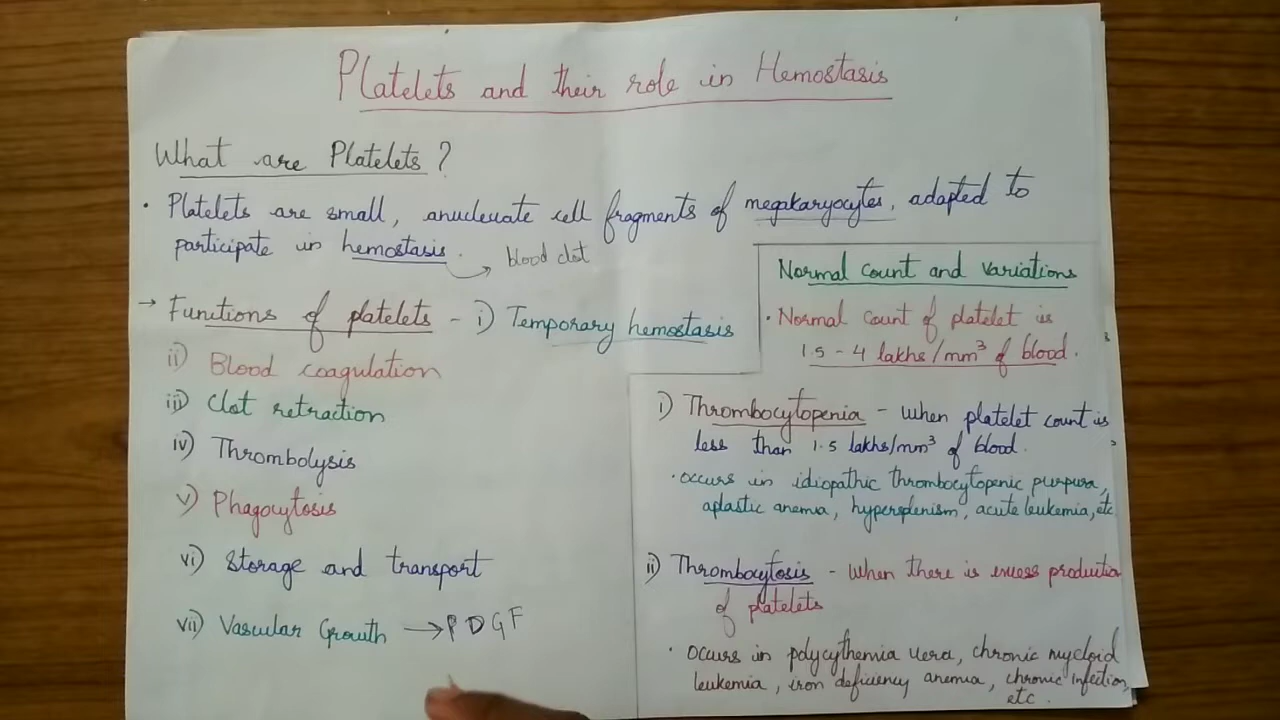 Platelets and their role in Hemostasis
What are Platelets ?
• Platelets are small, anucleate cell fragments of megakaryocytes, adapted to
participate in hemostasis.
blood clot
→ Functions of platelets - i) Temporary hemostasis
ii) Blood coagulation
iii) Clot retraction
iv) Thrombolysis
v) Phagocytosis
vi) Storage and transport
vii) Vascular Growth → PDGF
Normal count and variations
• Normal count of platelet is
1.5 - 4 lakhs/mm³ of blood.
i) Thrombocytopenia - when platelet count is
less than 1.5 lakhs/mm³ of blood.
• occurs in idiopathic thrombocytopenic purpura,
aplastic anemia, hypersplenism, acute leukemia, etc
ii) Thrombocytosis - When there is excess production
of platelets
• Occurs in polycythemia vera, chronic mycloid
leukemia, iron deficiency anemia, chronic infection,
etc.